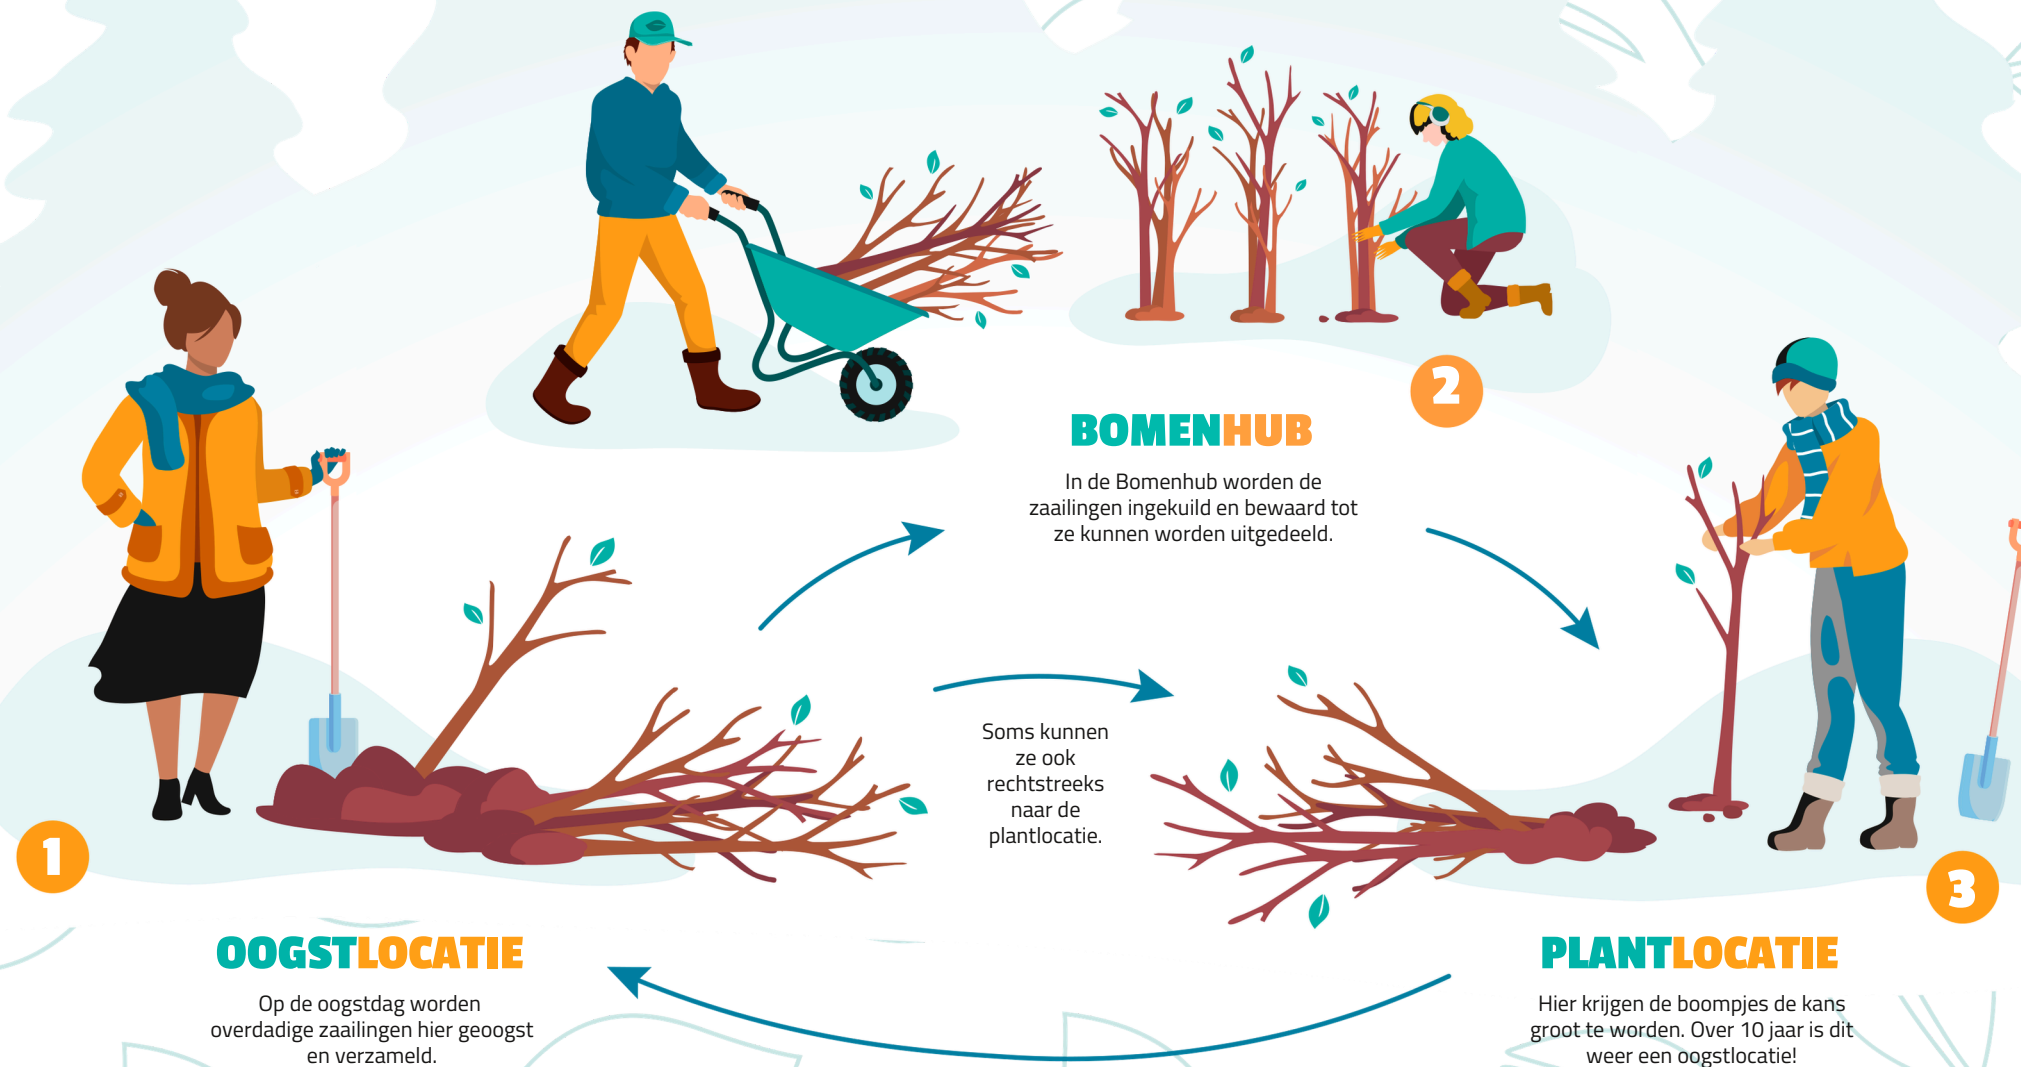 2
BOMENHUB
In de Bomenhub worden de
zaailingen ingekuild en bewaard tot
ze kunnen worden uitgedeeld.
Soms kunnen
ze ook
rechtstreeks
naar de
plantlocatie.
1
OOGSTLOCATIE
Op de oogstdag worden
overdadige zaailingen hier geoogst
en verzameld.
3
PLANTLOCATIE
Hier krijgen de boompjes de kans
groot te worden. Over 10 jaar is dit
weer een oogstlocatie!